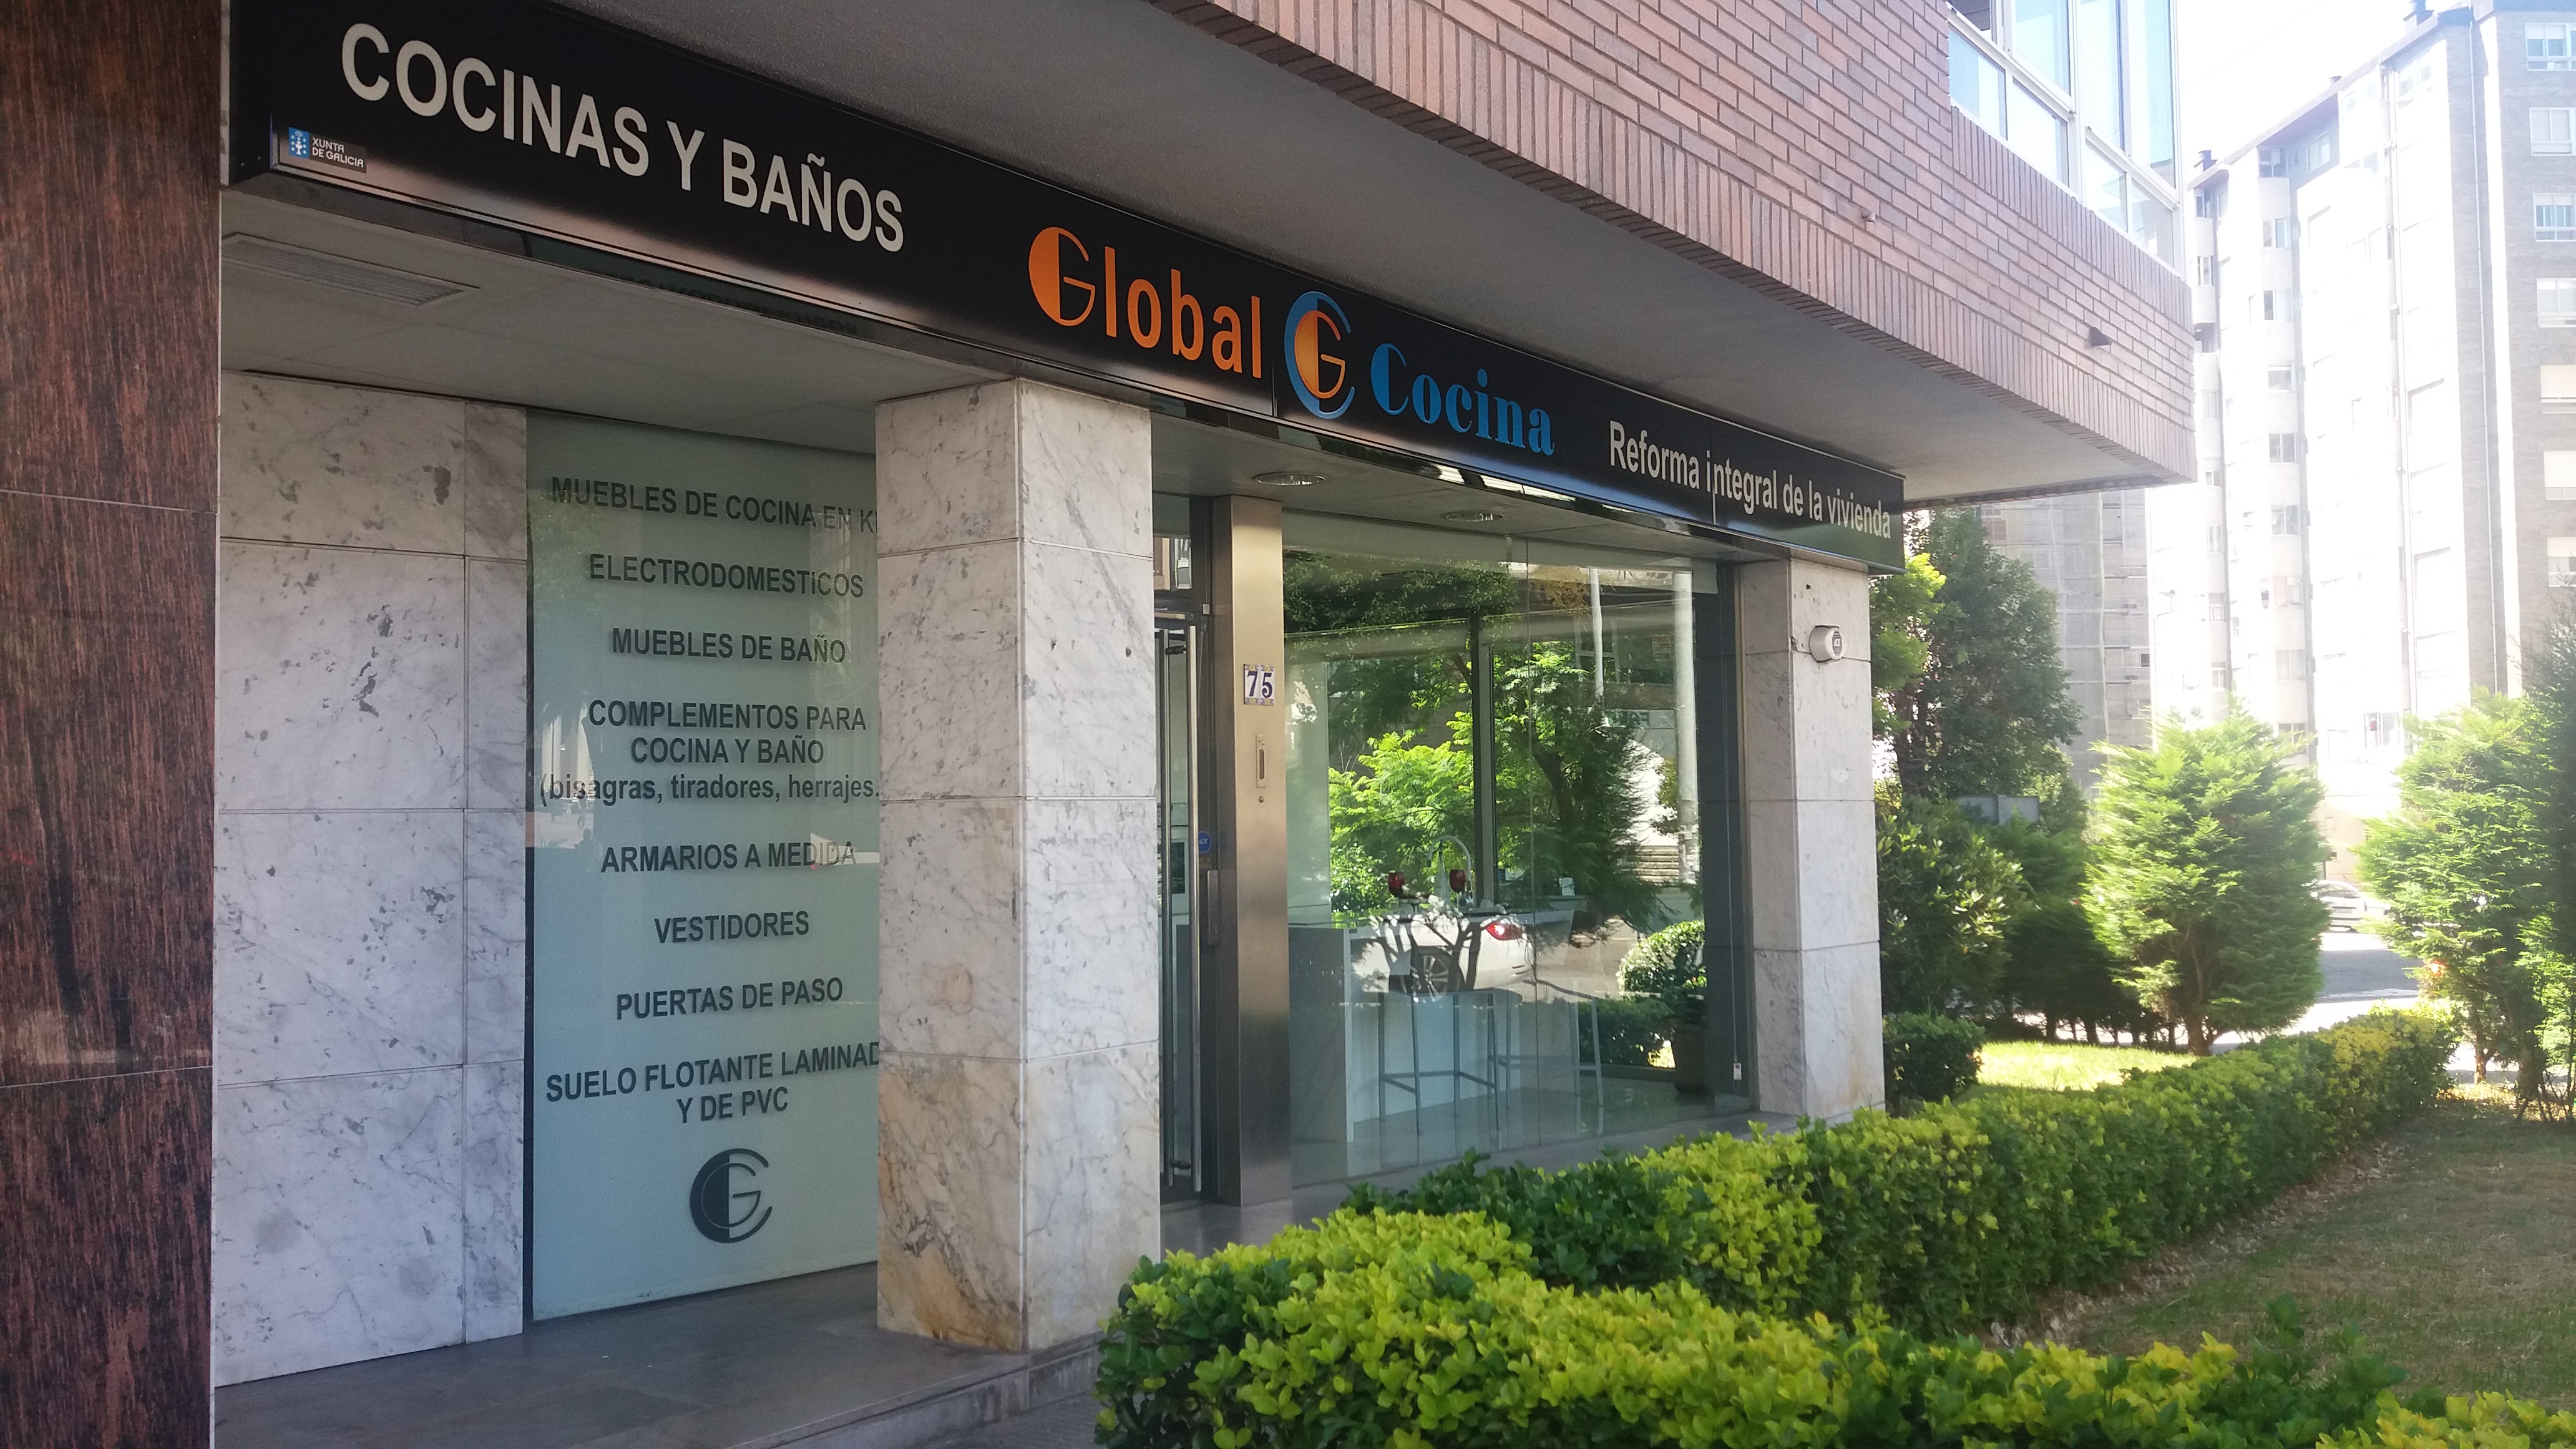 COCINAS Y BAÑOS
XUNTA
DE GALICIA
Global
Cocina
Reforma integral de la vivienda
MUEBLES DE COCINA EN K
ELECTRODOMESTICOS
MUEBLES DE BAÑO
COMPLEMENTOS PARA
COCINA Y BAÑO
(bisagras, tiradores, herrajes.
ARMARIOS A MEDIDA
VESTIDORES
PUERTAS DE PASO
SUELO FLOTANTE LAMINAD
Y DE PVC
75